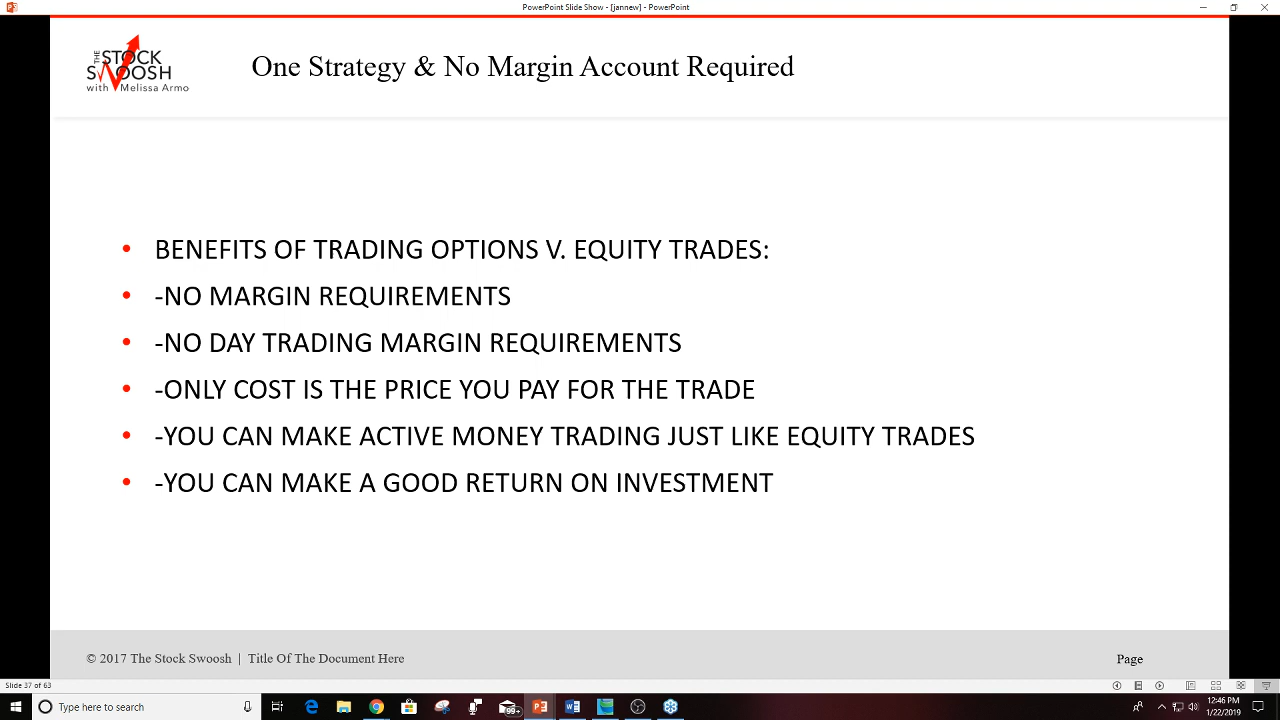 PowerPoint Slide Show - [jannew] - PowerPoint
THE STOCK
SWOOSH
with Melissa Armo
One Strategy & No Margin Account Required
• BENEFITS OF TRADING OPTIONS V. EQUITY TRADES:
• -NO MARGIN REQUIREMENTS
• -NO DAY TRADING MARGIN REQUIREMENTS
• -ONLY COST IS THE PRICE YOU PAY FOR THE TRADE
• -YOU CAN MAKE ACTIVE MONEY TRADING JUST LIKE EQUITY TRADES
• -YOU CAN MAKE A GOOD RETURN ON INVESTMENT
© 2017 The Stock Swoosh | Title Of The Document Here
Page
Slide 37 of 63
Type here to search
99+
12:46 PM
1/22/2019